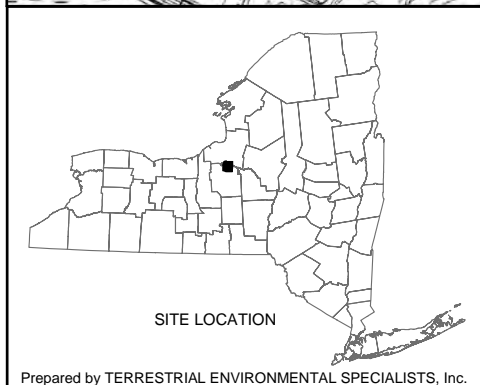 SITE LOCATION
Prepared by TERRESTRIAL ENVIRONMENTAL SPECIALISTS, Inc.